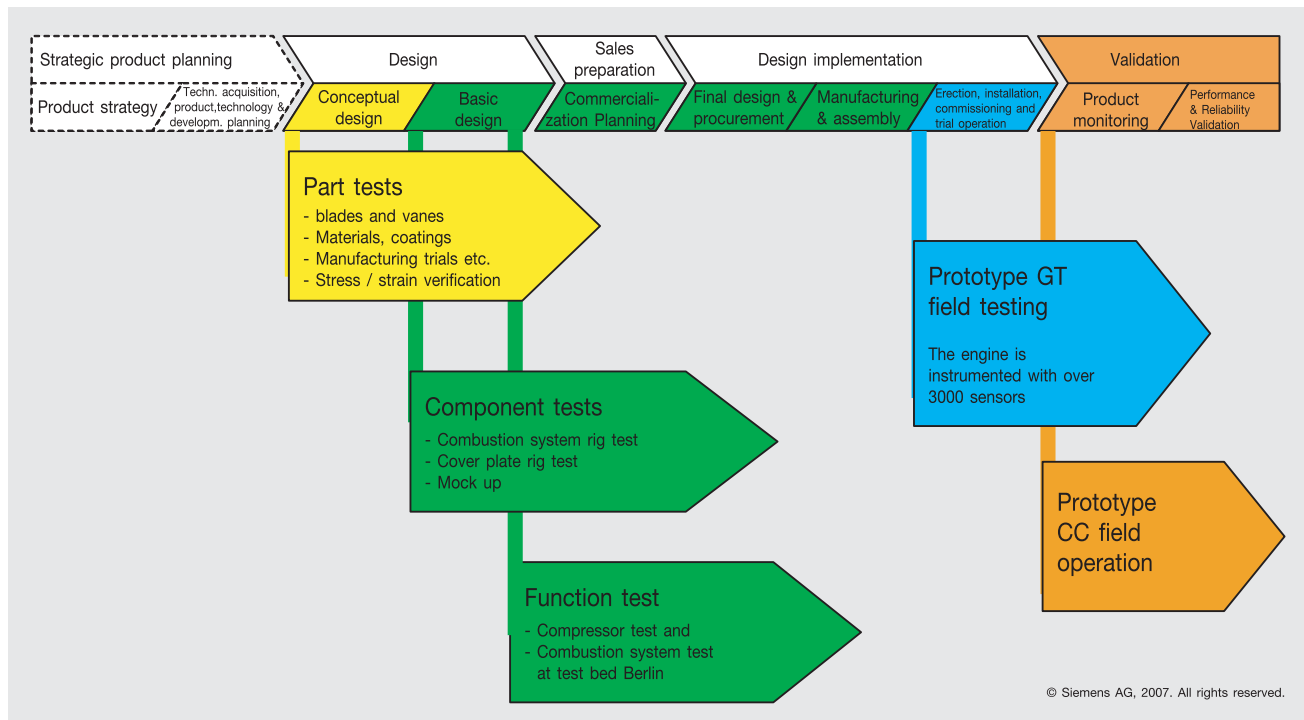 Strategic product planning
Design
Sales
preparation
Design implementation
Validation
Product strategy
Techn. acquisition,
product,technology &
developm. planning
Conceptual
design
Basic
design
Commerciali-
zation Planning
Final design &
procurement
Manufacturing
& assembly
Erection, installation,
commissioning and
trial operation
Product
monitoring
Performance
& Reliability
Validation
Part tests
- blades and vanes
- Materials, coatings
- Manufacturing trials etc.
- Stress / strain verification
Prototype GT
field testing
The engine is
instrumented with over
3000 sensors
Component tests
- Combustion system rig test
- Cover plate rig test
- Mock up
Prototype
CC field
operation
Function test
- Compressor test and
- Combustion system test
at test bed Berlin
© Siemens AG, 2007. All rights reserved.